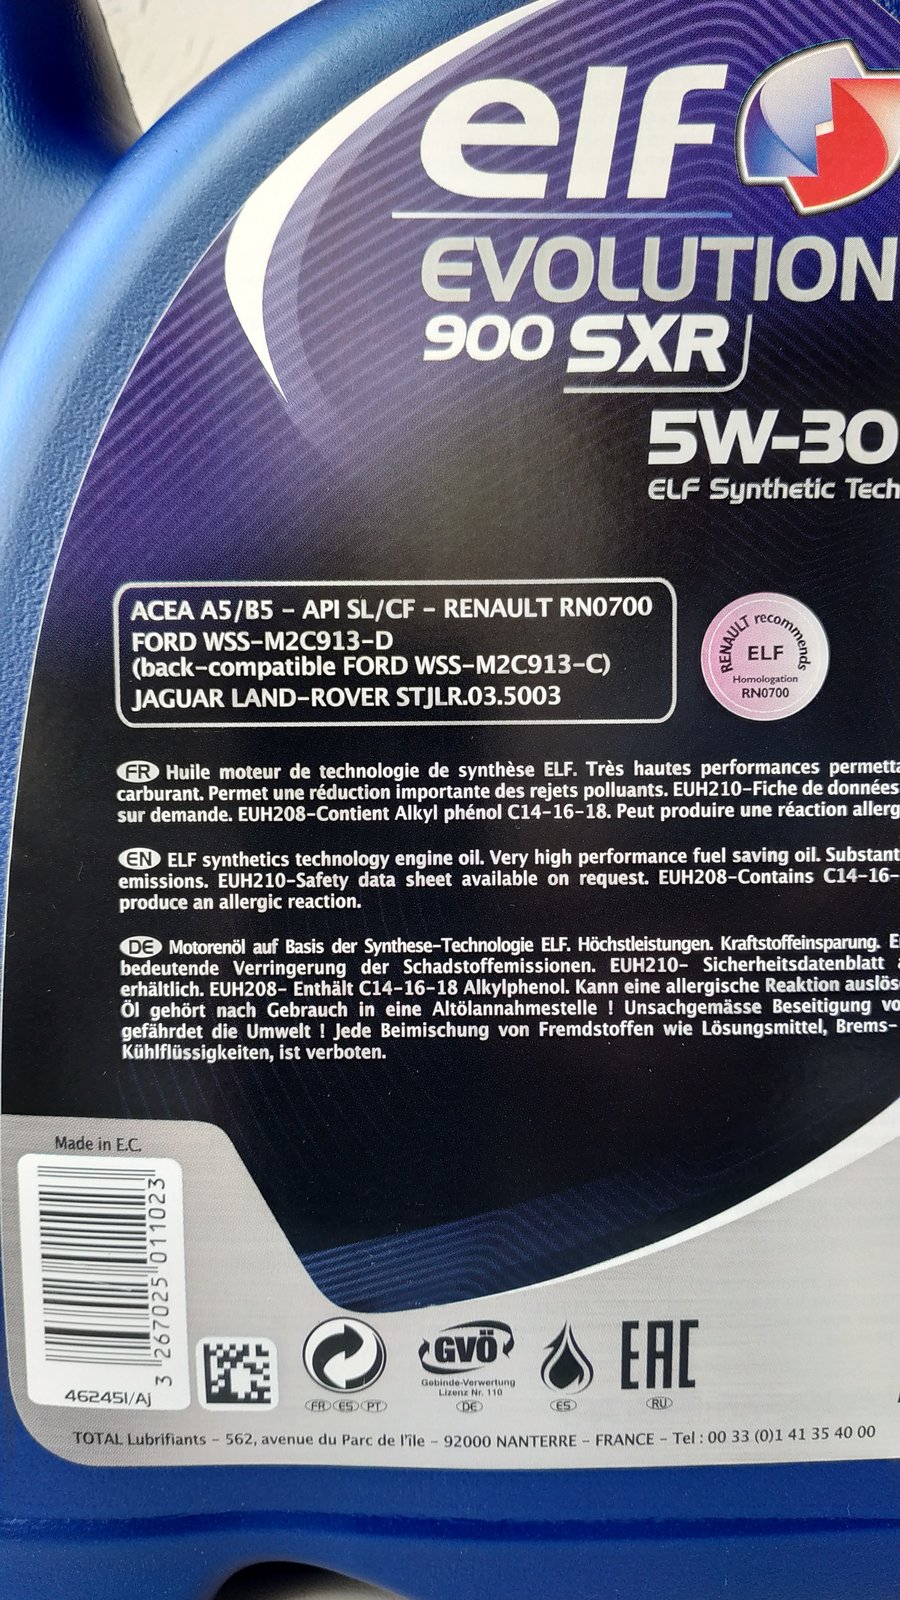 elf
EVOLUTION
900 SXR
5W-30
ELF Synthetic Tech
ACEA A5/B5 – API SL/CF – RENAULT RN0700
FORD WSS-M2C913-D
(back-compatible FORD WSS-M2C913-C)
JAGUAR LAND-ROVER STJLR.03.5003
RENAULT recommends
ELF
Homologation
RN0700
FR Huile moteur de technologie de synthèse ELF. Très hautes performances permetta
carburant. Permet une réduction importante des rejets polluants. EUH210-Fiche de données
sur demande. EUH208-Contient Alkyl phénol C14-16-18. Peut produire une réaction allerg
EN ELF synthetics technology engine oil. Very high performance fuel saving oil. Substant
emissions. EUH210-Safety data sheet available on request. EUH208-Contains C14-16-
produce an allergic reaction.
DE Motorenöl auf Basis der Synthese-Technologie ELF. Höchstleistungen. Kraftstoffeinsparung. E
bedeutende Verringerung der Schadstoffemissionen. EUH210- Sicherheitsdatenblatt
erhältlich. EUH208- Enthält C14-16-18 Alkylphenol. Kann eine allergische Reaktion auslös
Öl gehört nach Gebrauch in eine Altölannahmestelle ! Unsachgemässe Beseitigung vo
gefährdet die Umwelt ! Jede Beimischung von Fremdstoffen wie Lösungsmittel, Brems-
Kühlflüssigkeiten, ist verboten.
Made in E.C.
3 267025 011023
46245I/Aj
FR ES PT
GVÖ
Gebinde-Verwertung
Lizenz Nr. 110
DE
ES
EAC
RU
TOTAL Lubrifiants – 562, avenue du Parc de l'île – 92000 NANTERRE – FRANCE – Tel : 00 33 (0)1 41 35 40 00